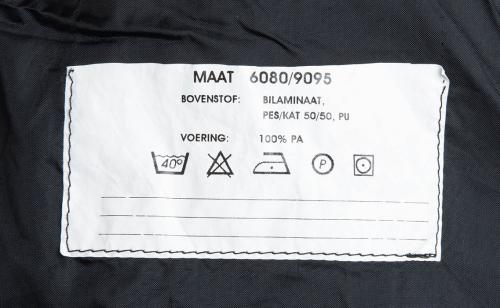 MAAT 6080/9095
BOVENSTOF: BILAMINAAT,
PES/KAT 50/50, PU
VOERING: 100% PA
40° P